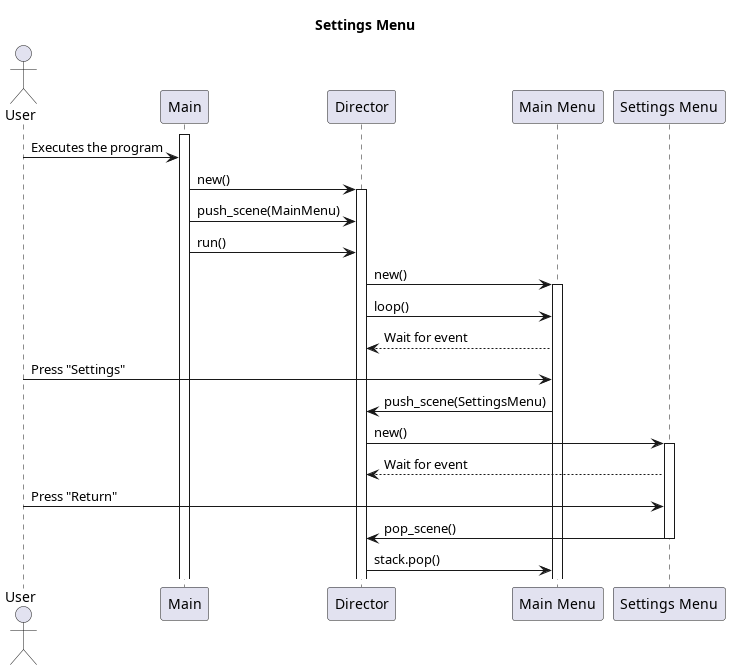 Settings Menu
User
Main
Director
Main Menu
Settings Menu
Executes the program
new()
push_scene(MainMenu)
run()
new()
loop()
Wait for event
Press "Settings"
push_scene(SettingsMenu)
new()
Wait for event
Press "Return"
pop_scene()
stack.pop()
User
Main
Director
Main Menu
Settings Menu